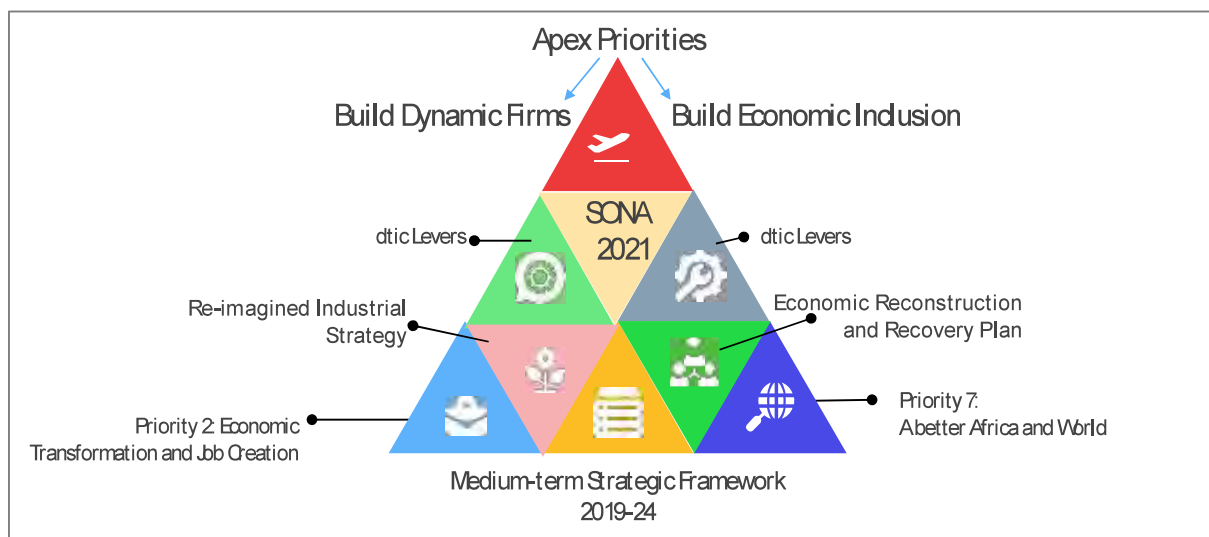 Apex Priorities
Build Dynamic Firms
Build Economic Inclusion
SONA
2021
dtic Levers
dtic Levers
Re-imagined Industrial
Strategy
Economic Reconstruction
and Recovery Plan
Priority 2: Economic
Transformation and Job Creation
Priority 7:
Abetter Africa and World
Medium-term Strategic Framework
2019-24